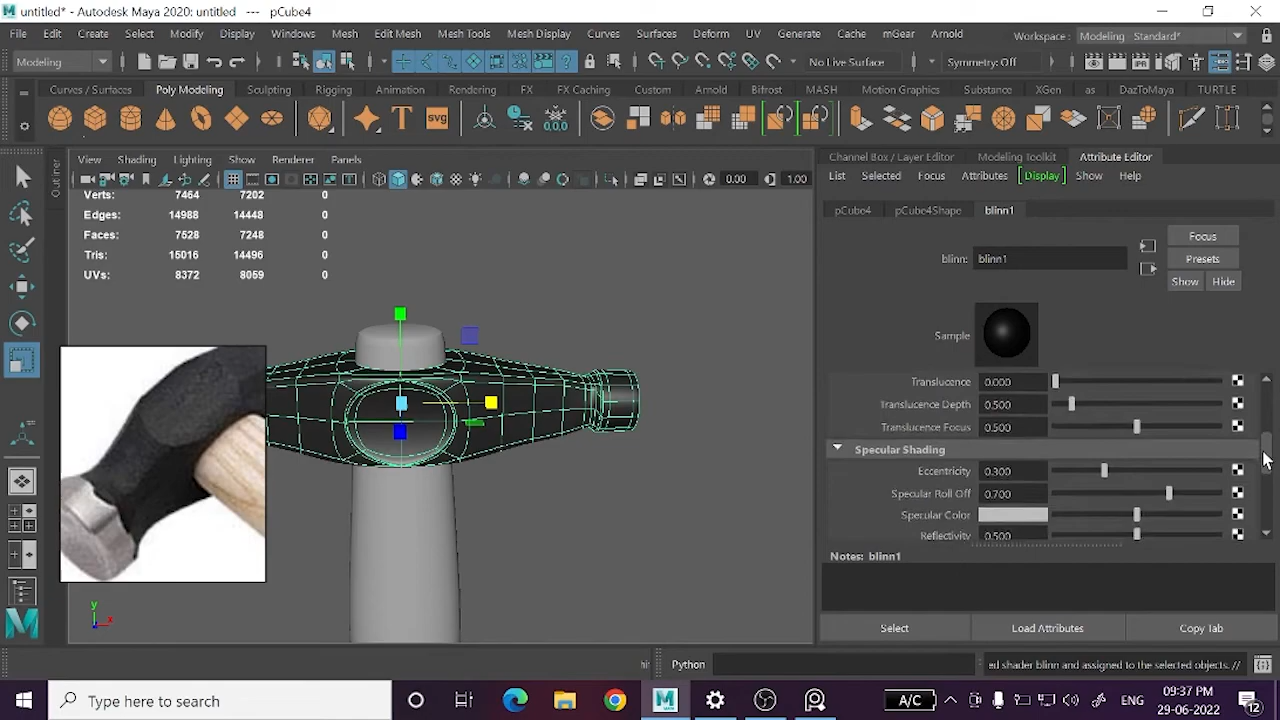 untitled* - Autodesk Maya 2020: untitled --- pCube4
File Edit Create Select Modify Display Windows Mesh Edit Mesh Mesh Tools Mesh Display Curves Surfaces Deform UV Generate Cache mGear Arnold Workspace : Modeling - Standard*
Modeling No Live Surface Symmetry: Off
Curves / Surfaces Poly Modeling Sculpting Rigging Animation Rendering FX FX Caching Custom Arnold Bifrost MASH Motion Graphics Substance XGen as DazToMaya TURTLE
T svg
0,0,0
Outliner
View Shading Lighting Show Renderer Panels
0.00 1.00
Verts: 7464 7202 0
Edges: 14988 14448 0
Faces: 7528 7248 0
Tris: 15016 14496 0
UVs: 8372 8059 0
y
x
Channel Box / Layer Editor Modeling Toolkit Attribute Editor
List Selected Focus Attributes Display Show Help
pCube4 pCube4Shape blinn1
Focus
blinn: blinn1
Presets
Show Hide
Sample
Translucence 0.000
Translucence Depth 0.500
Translucence Focus 0.500
Specular Shading
Eccentricity 0.300
Specular Roll Off 0.700
Specular Color
Reflectivity 0.500
Notes: blinn1
Select Load Attributes Copy Tab
Python ed shader blinn and assigned to the selected objects. //
Type here to search
A/C ENG 09:37 PM
29-06-2022
12